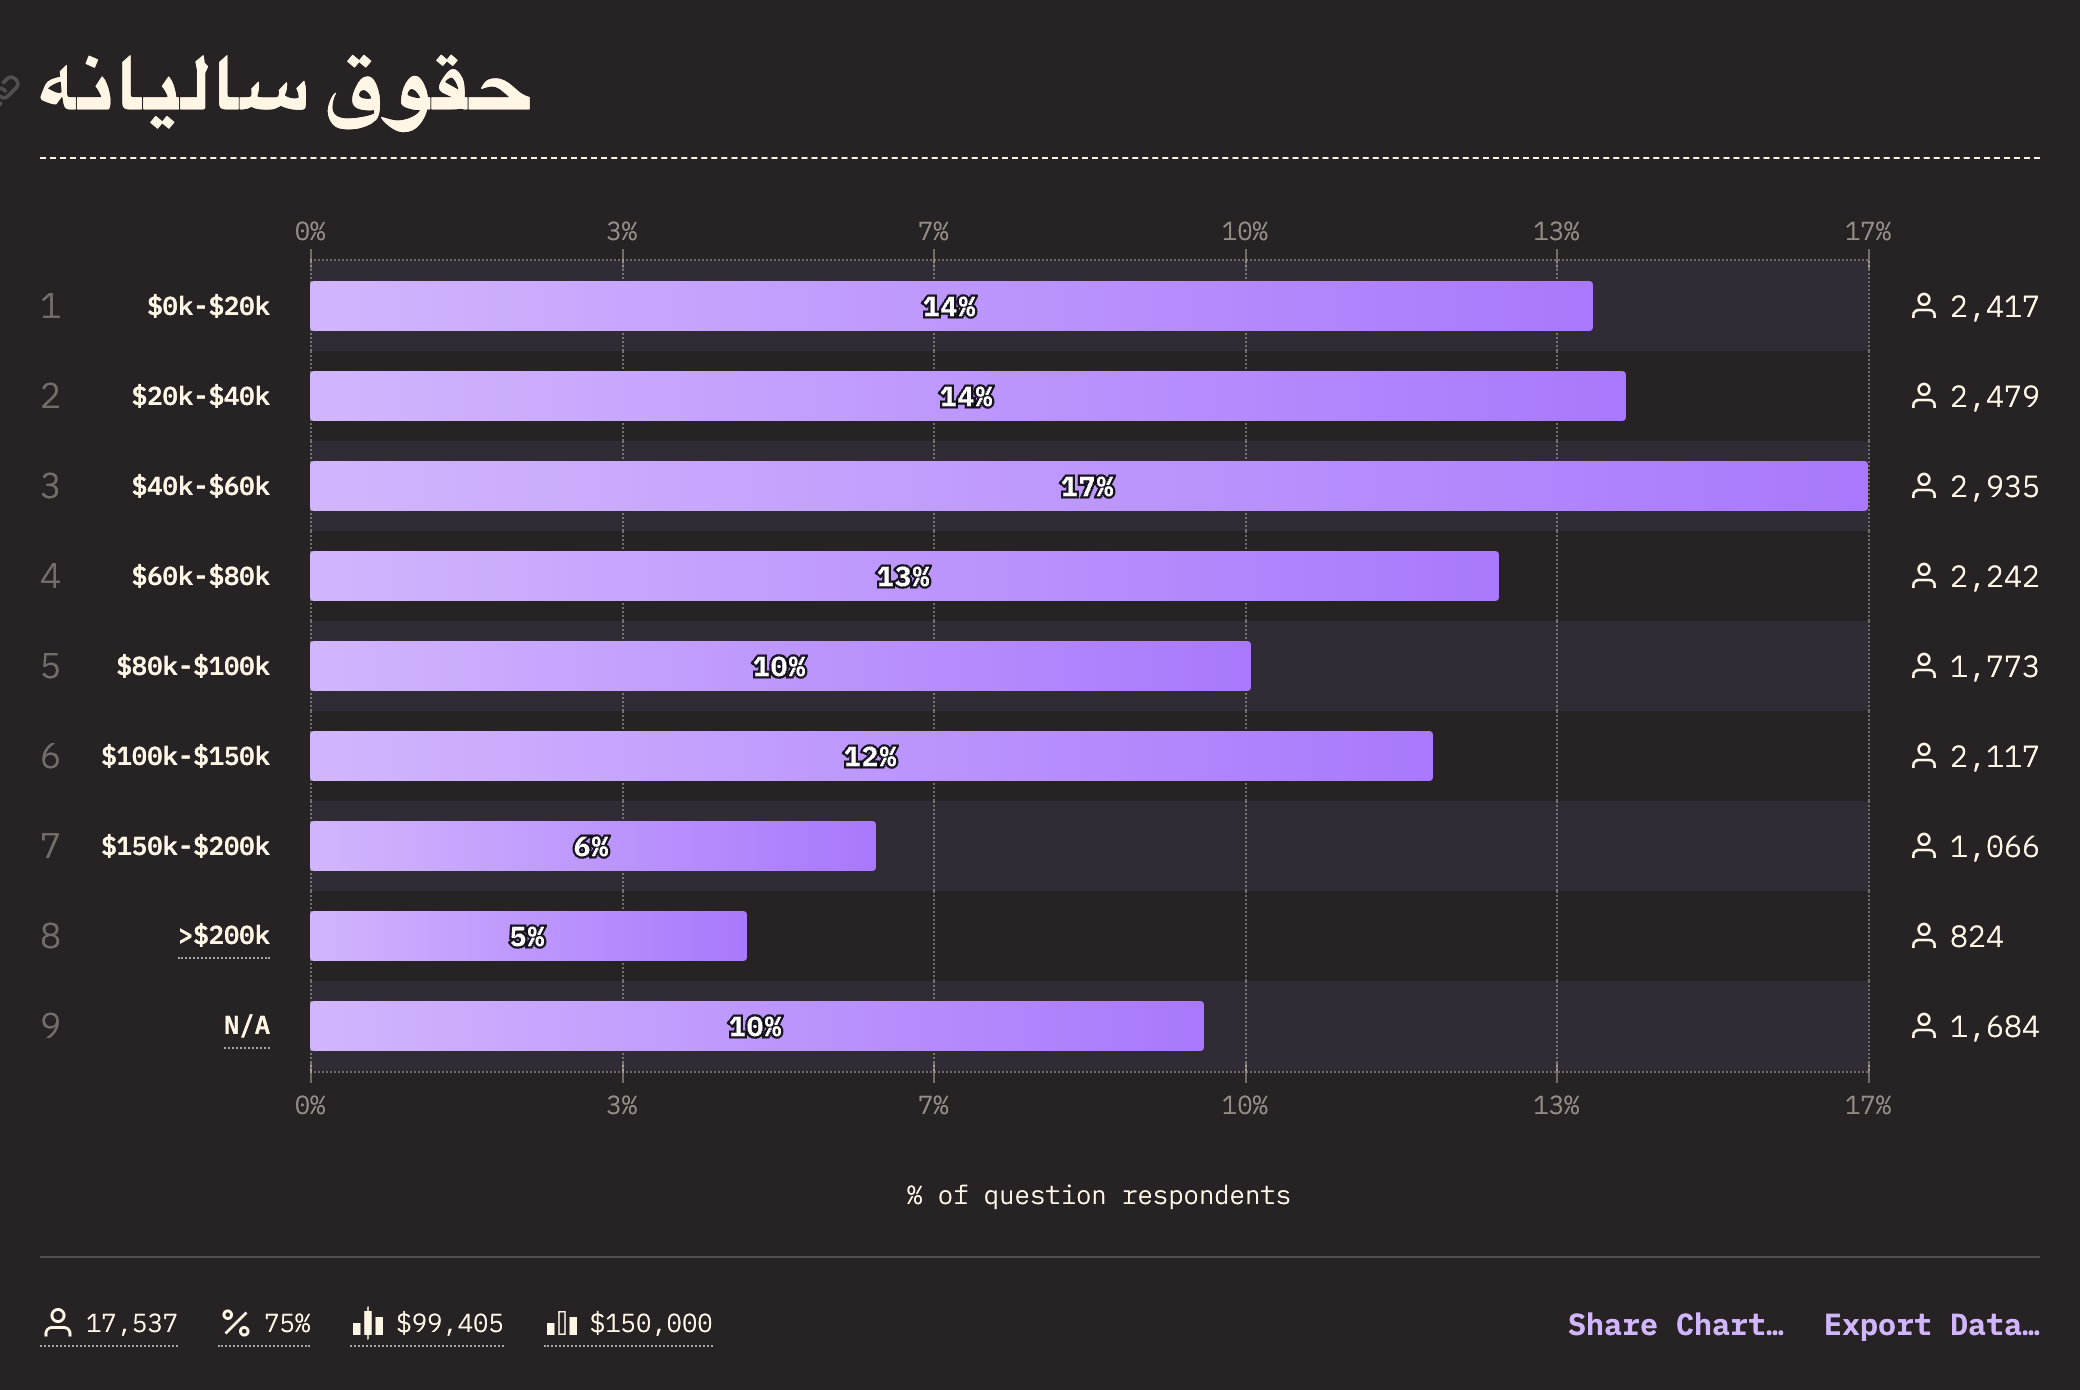 حقوق سالیانه
0% 3% 7% 10% 13% 17%
1 $0k-$20k 14% 2,417
2 $20k-$40k 14% 2,479
3 $40k-$60k 17% 2,935
4 $60k-$80k 13% 2,242
5 $80k-$100k 10% 1,773
6 $100k-$150k 12% 2,117
7 $150k-$200k 6% 1,066
8 >$200k 5% 824
9 N/A 10% 1,684
0% 3% 7% 10% 13% 17%
% of question respondents
17,537 75% $99,405 $150,000 Share Chart… Export Data…